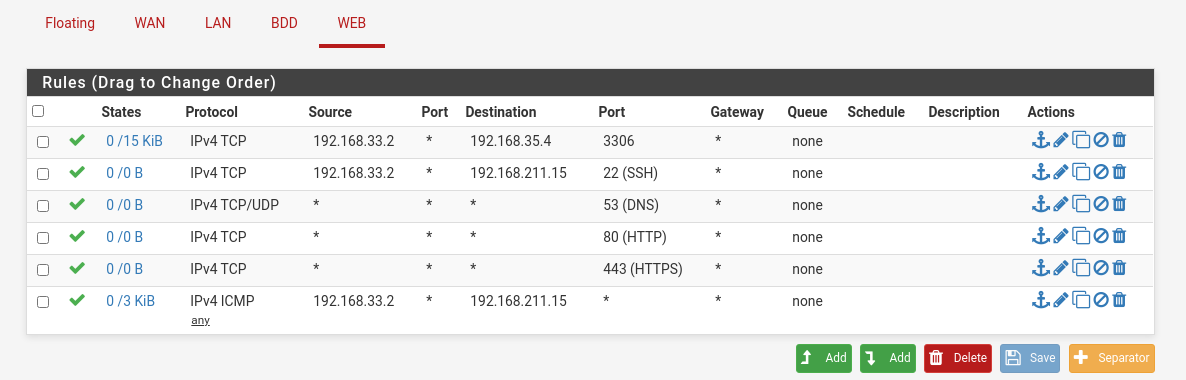 Floating WAN LAN BDD WEB
Rules (Drag to Change Order)
States Protocol Source Port Destination Port Gateway Queue Schedule Description Actions
0 /15 KiB IPv4 TCP 192.168.33.2 * 192.168.35.4 3306 * none
0 /0 B IPv4 TCP 192.168.33.2 * 192.168.211.15 22 (SSH) * none
0 /0 B IPv4 TCP/UDP * * * 53 (DNS) * none
0 /0 B IPv4 TCP * * * 80 (HTTP) * none
0 /0 B IPv4 TCP * * * 443 (HTTPS) * none
0 /3 KiB IPv4 ICMP 192.168.33.2 * 192.168.211.15 * * none
any
Add Add Delete Save Separator